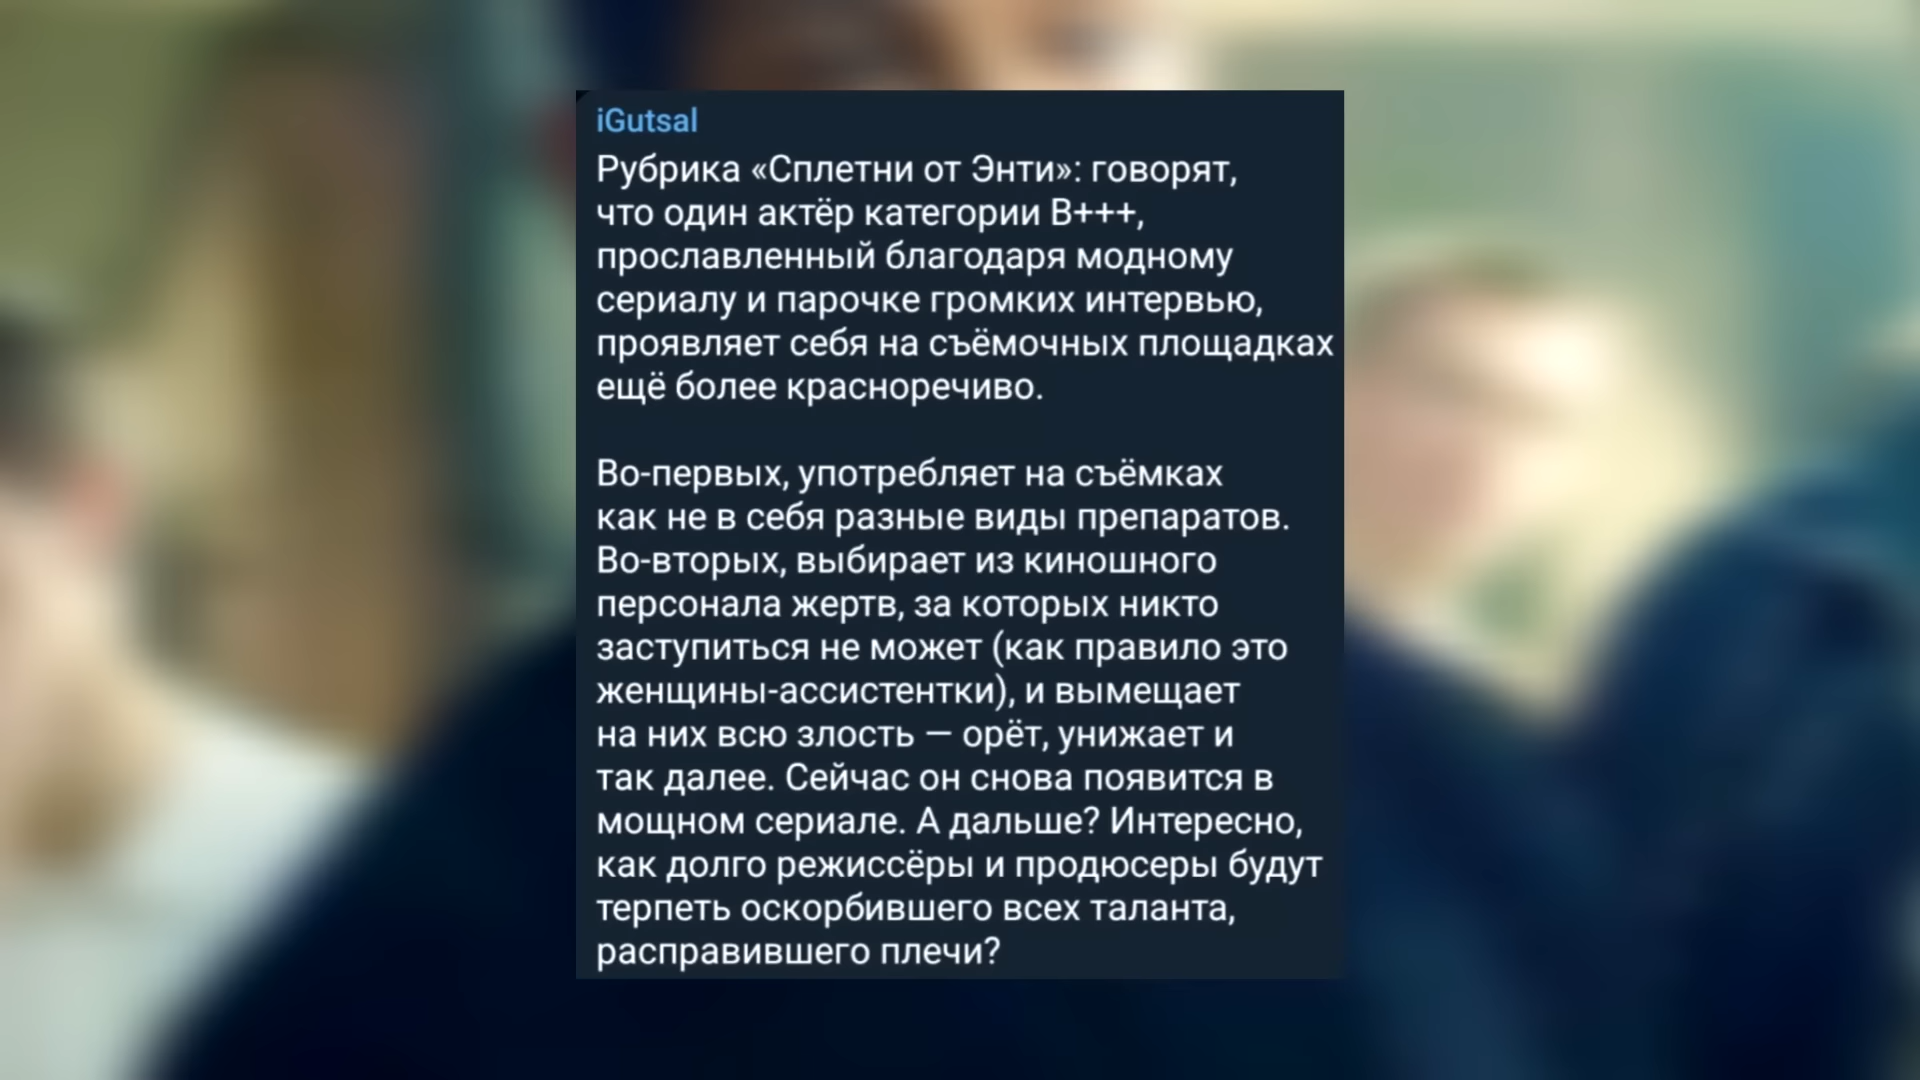 iGutsal
Рубрика «Сплетни от Энти»: говорят,
что один актёр категории B+++,
прославленный благодаря модному
сериалу и парочке громких интервью,
проявляет себя на съёмочных площадках
ещё более красноречиво.
Во-первых, употребляет на съёмках
как не в себя разные виды препаратов.
Во-вторых, выбирает из киношного
персонала жертв, за которых никто
заступиться не может (как правило это
женщины-ассистентки), и вымещает
на них всю злость — орёт, унижает и
так далее. Сейчас он снова появится в
мощном сериале. А дальше? Интересно,
как долго режиссёры и продюсеры будут
терпеть оскорбившего всех таланта,
расправившего плечи?